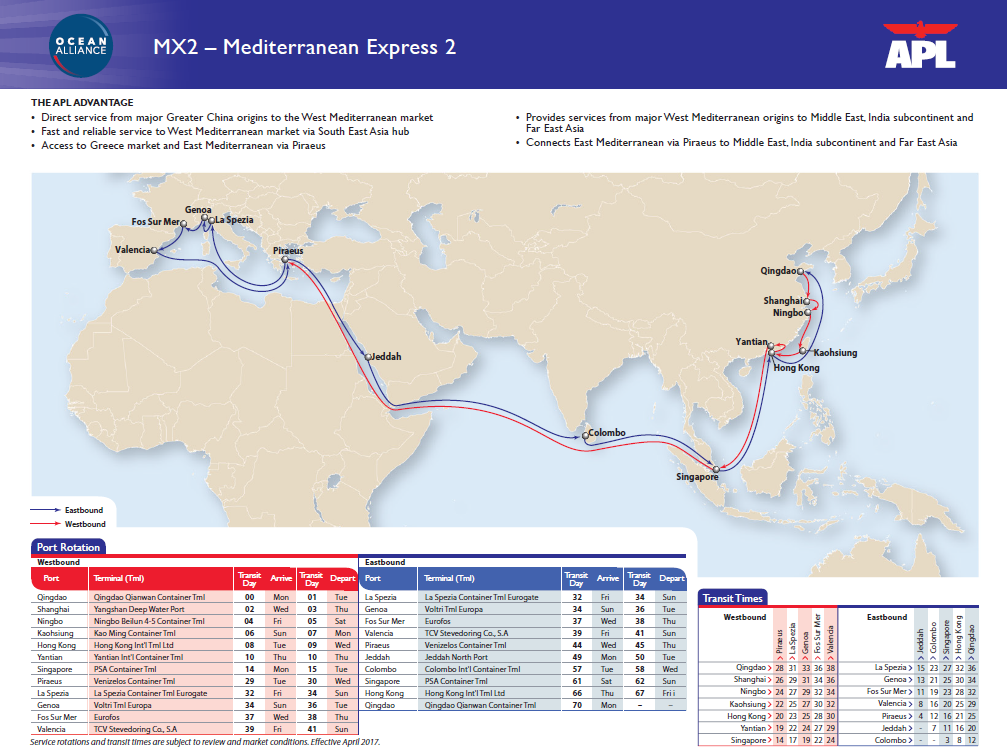 OCEAN
ALLIANCE
MX2 – Mediterranean Express 2
APL
THE APL ADVANTAGE
• Direct service from major Greater China origins to the West Mediterranean market
• Fast and reliable service to West Mediterranean market via South East Asia hub
• Access to Greece market and East Mediterranean via Piraeus
• Provides services from major West Mediterranean origins to Middle East, India subcontinent and
Far East Asia
• Connects East Mediterranean via Piraeus to Middle East, India subcontinent and Far East Asia
Genoa
Fos Sur Mer
La Spezia
Valencia
Piraeus
Qingdao
Shanghai
Ningbo
Yantian
Kaohsiung
Hong Kong
Jeddah
Colombo
Singapore
Eastbound
Westbound
Port Rotation
Westbound
Port Terminal (Tml) Transit Day Arrive Transit Day Depart
Qingdao Qingdao Qianwan Container Tml 00 Mon 01 Tue
Shanghai Yangshan Deep Water Port 02 Wed 03 Thu
Ningbo Ningbo Beilun 4-5 Container Tml 04 Fri 05 Sat
Kaohsiung Kao Ming Container Tml 06 Sun 07 Mon
Hong Kong Hong Kong Int'l Tml Ltd 08 Tue 09 Wed
Yantian Yantian Int'l Container Tml 10 Thu 10 Thu
Singapore PSA Container Tml 14 Mon 15 Tue
Piraeus Venizelos Container Tml 29 Tue 30 Wed
La Spezia La Spezia Container Tml Eurogate 32 Fri 34 Sun
Genoa Voltri Tml Europa 34 Sun 36 Tue
Fos Sur Mer Eurofos 37 Wed 38 Thu
Valencia TCV Stevedoring Co., S.A 39 Fri 41 Sun
Eastbound
Port Terminal (Tml) Transit Day Arrive Transit Day Depart
La Spezia La Spezia Container Tml Eurogate 32 Fri 34 Sun
Genoa Voltri Tml Europa 34 Sun 36 Tue
Fos Sur Mer Eurofos 37 Wed 38 Thu
Valencia TCV Stevedoring Co., S.A 39 Fri 41 Sun
Piraeus Venizelos Container Tml 44 Wed 45 Thu
Jeddah Jeddah North Port 49 Mon 50 Tue
Colombo Colombo Int'l Container Tml 57 Tue 58 Wed
Singapore PSA Container Tml 61 Sat 62 Sun
Hong Kong Hong Kong Int'l Tml Ltd 66 Thu 67 Fri i
Qingdao Qingdao Qianwan Container Tml 70 Mon – –
Service rotations and transit times are subject to review and market conditions. Effective April 2017.
Transit Times
Westbound > Piraeus > La Spezia > Genoa > Fos Sur Mer > Valencia
Qingdao > 28 31 33 36 38
Shanghai > 26 29 31 34 36
Ningbo > 24 27 29 32 34
Kaohsiung > 22 25 27 30 32
Hong Kong > 20 23 25 28 30
Yantian > 19 22 24 27 29
Singapore > 14 17 19 22 24
Eastbound > Jeddah > Colombo > Singapore > Hong Kong > Qingdao
La Spezia > 15 23 27 32 36
Genoa > 13 21 25 30 34
Fos Sur Mer > 11 19 23 28 32
Valencia > 8 16 20 25 29
Piraeus > 4 12 16 21 25
Jeddah > - 7 11 16 20
Colombo > - - 3 8 12